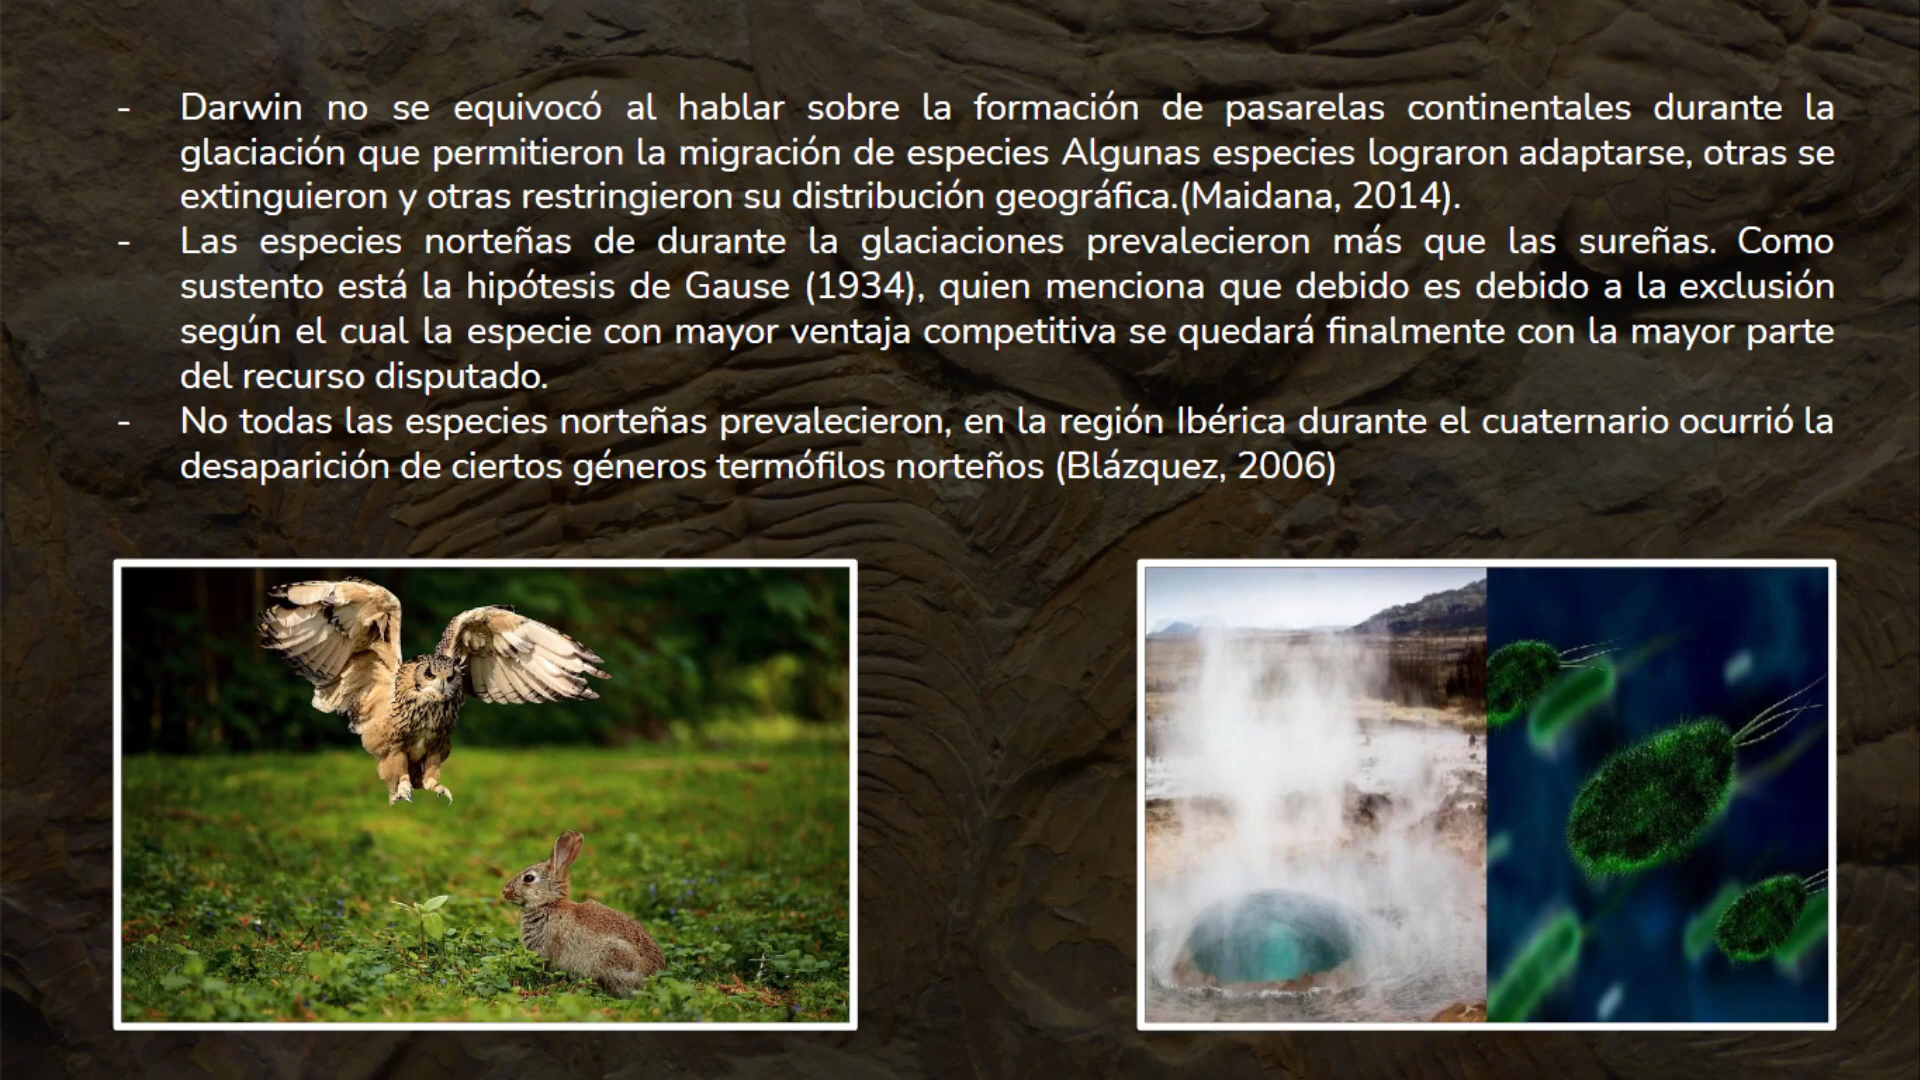 - Darwin no se equivocó al hablar sobre la formación de pasarelas continentales durante la
glaciación que permitieron la migración de especies Algunas especies lograron adaptarse, otras se
extinguieron y otras restringieron su distribución geográfica.(Maidana, 2014).
- Las especies norteñas de durante la glaciaciones prevalecieron más que las sureñas. Como
sustento está la hipótesis de Gause (1934), quien menciona que debido es debido a la exclusión
según el cual la especie con mayor ventaja competitiva se quedará finalmente con la mayor parte
del recurso disputado.
- No todas las especies norteñas prevalecieron, en la región Ibérica durante el cuaternario ocurrió la
desaparición de ciertos géneros termófilos norteños (Blázquez, 2006)